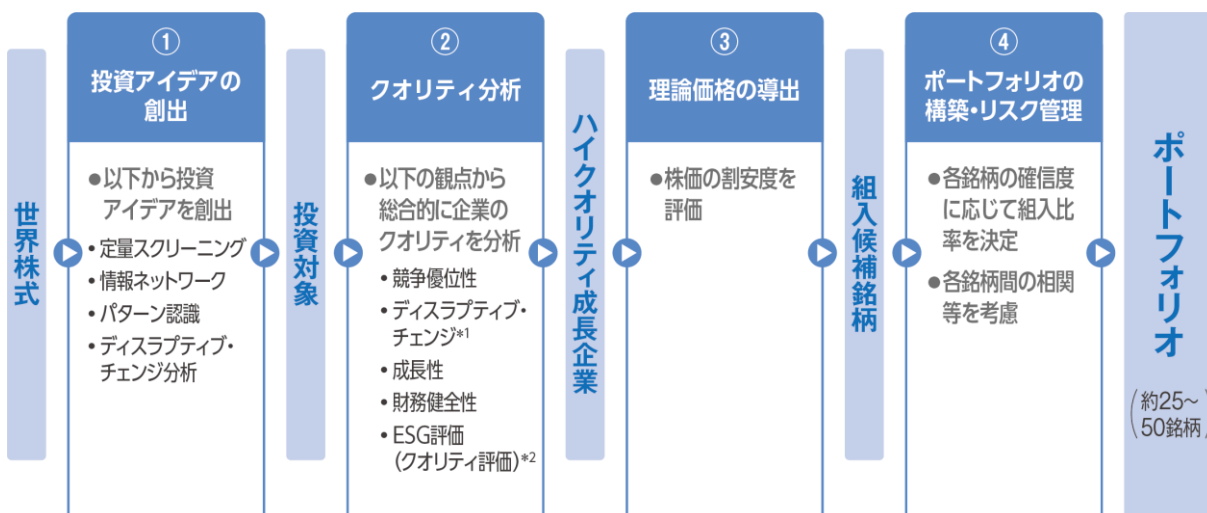 世界株式
①
投資アイデアの
創出
●以下から投資
アイデアを創出
• 定量スクリーニング
• 情報ネットワーク
• パターン認識
• ディスラプティブ・
チェンジ分析
投資対象
②
クオリティ分析
●以下の観点から
総合的に企業の
クオリティを分析
• 競争優位性
• ディスラプティブ・
チェンジ*1
• 成長性
• 財務健全性
• ESG評価
(クオリティ評価)*2
ハイクオリティ成長企業
③
理論価格の導出
●株価の割安度を
評価
組入候補銘柄
④
ポートフォリオの
構築・リスク管理
●各銘柄の確信度
に応じて組入比
率を決定
●各銘柄間の相関
等を考慮
ポートフォリオ
(約25~
50銘柄)